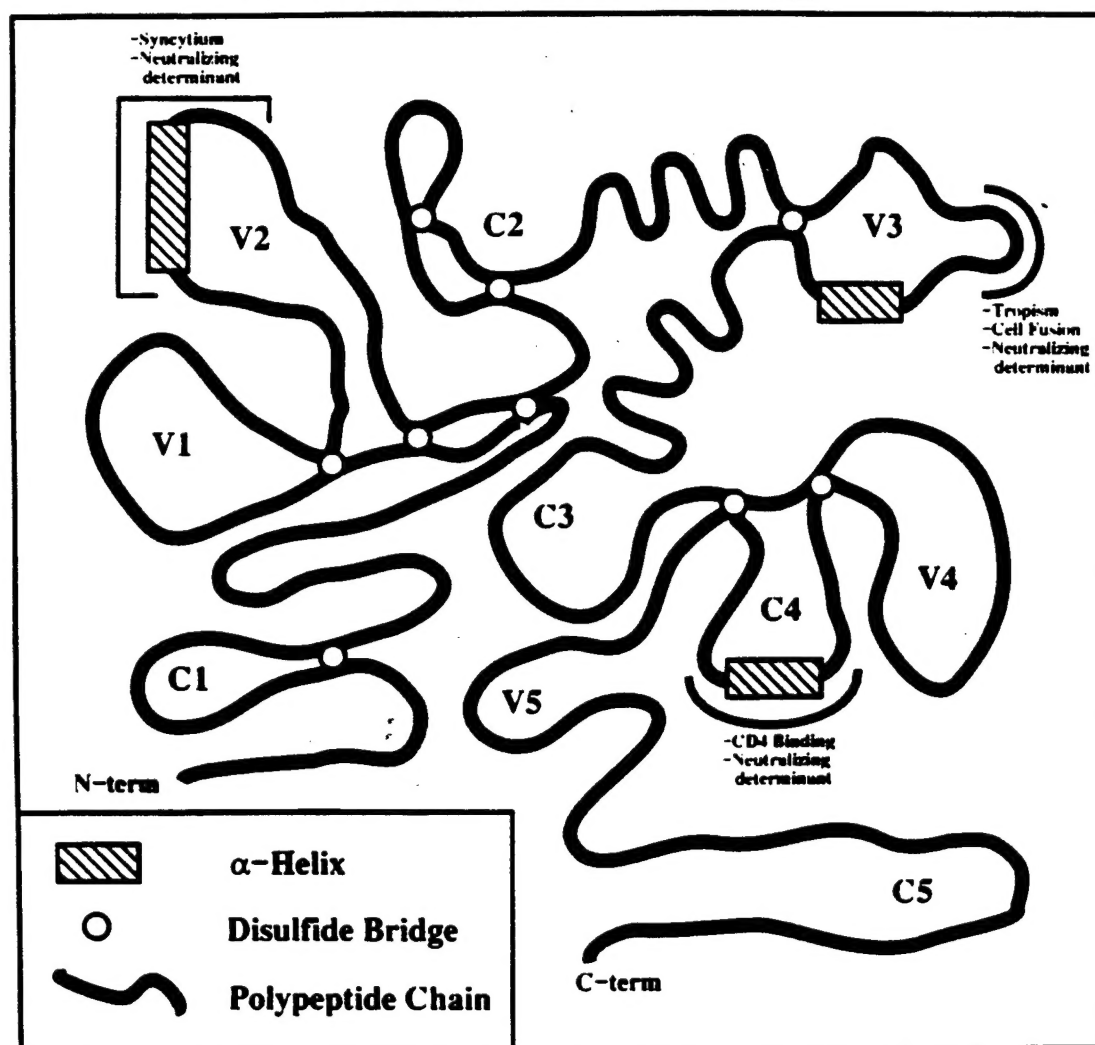 -Syncytium
-Neutralizing
determinant
V2
C2
V3
-Tropism
-Cell Fusion
-Neutralizing
determinant
V1
C3
V4
C4
C1
V5
-CD4 Binding
-Neutralizing
determinant
N-term
C5
C-term
α-Helix
Disulfide Bridge
Polypeptide Chain